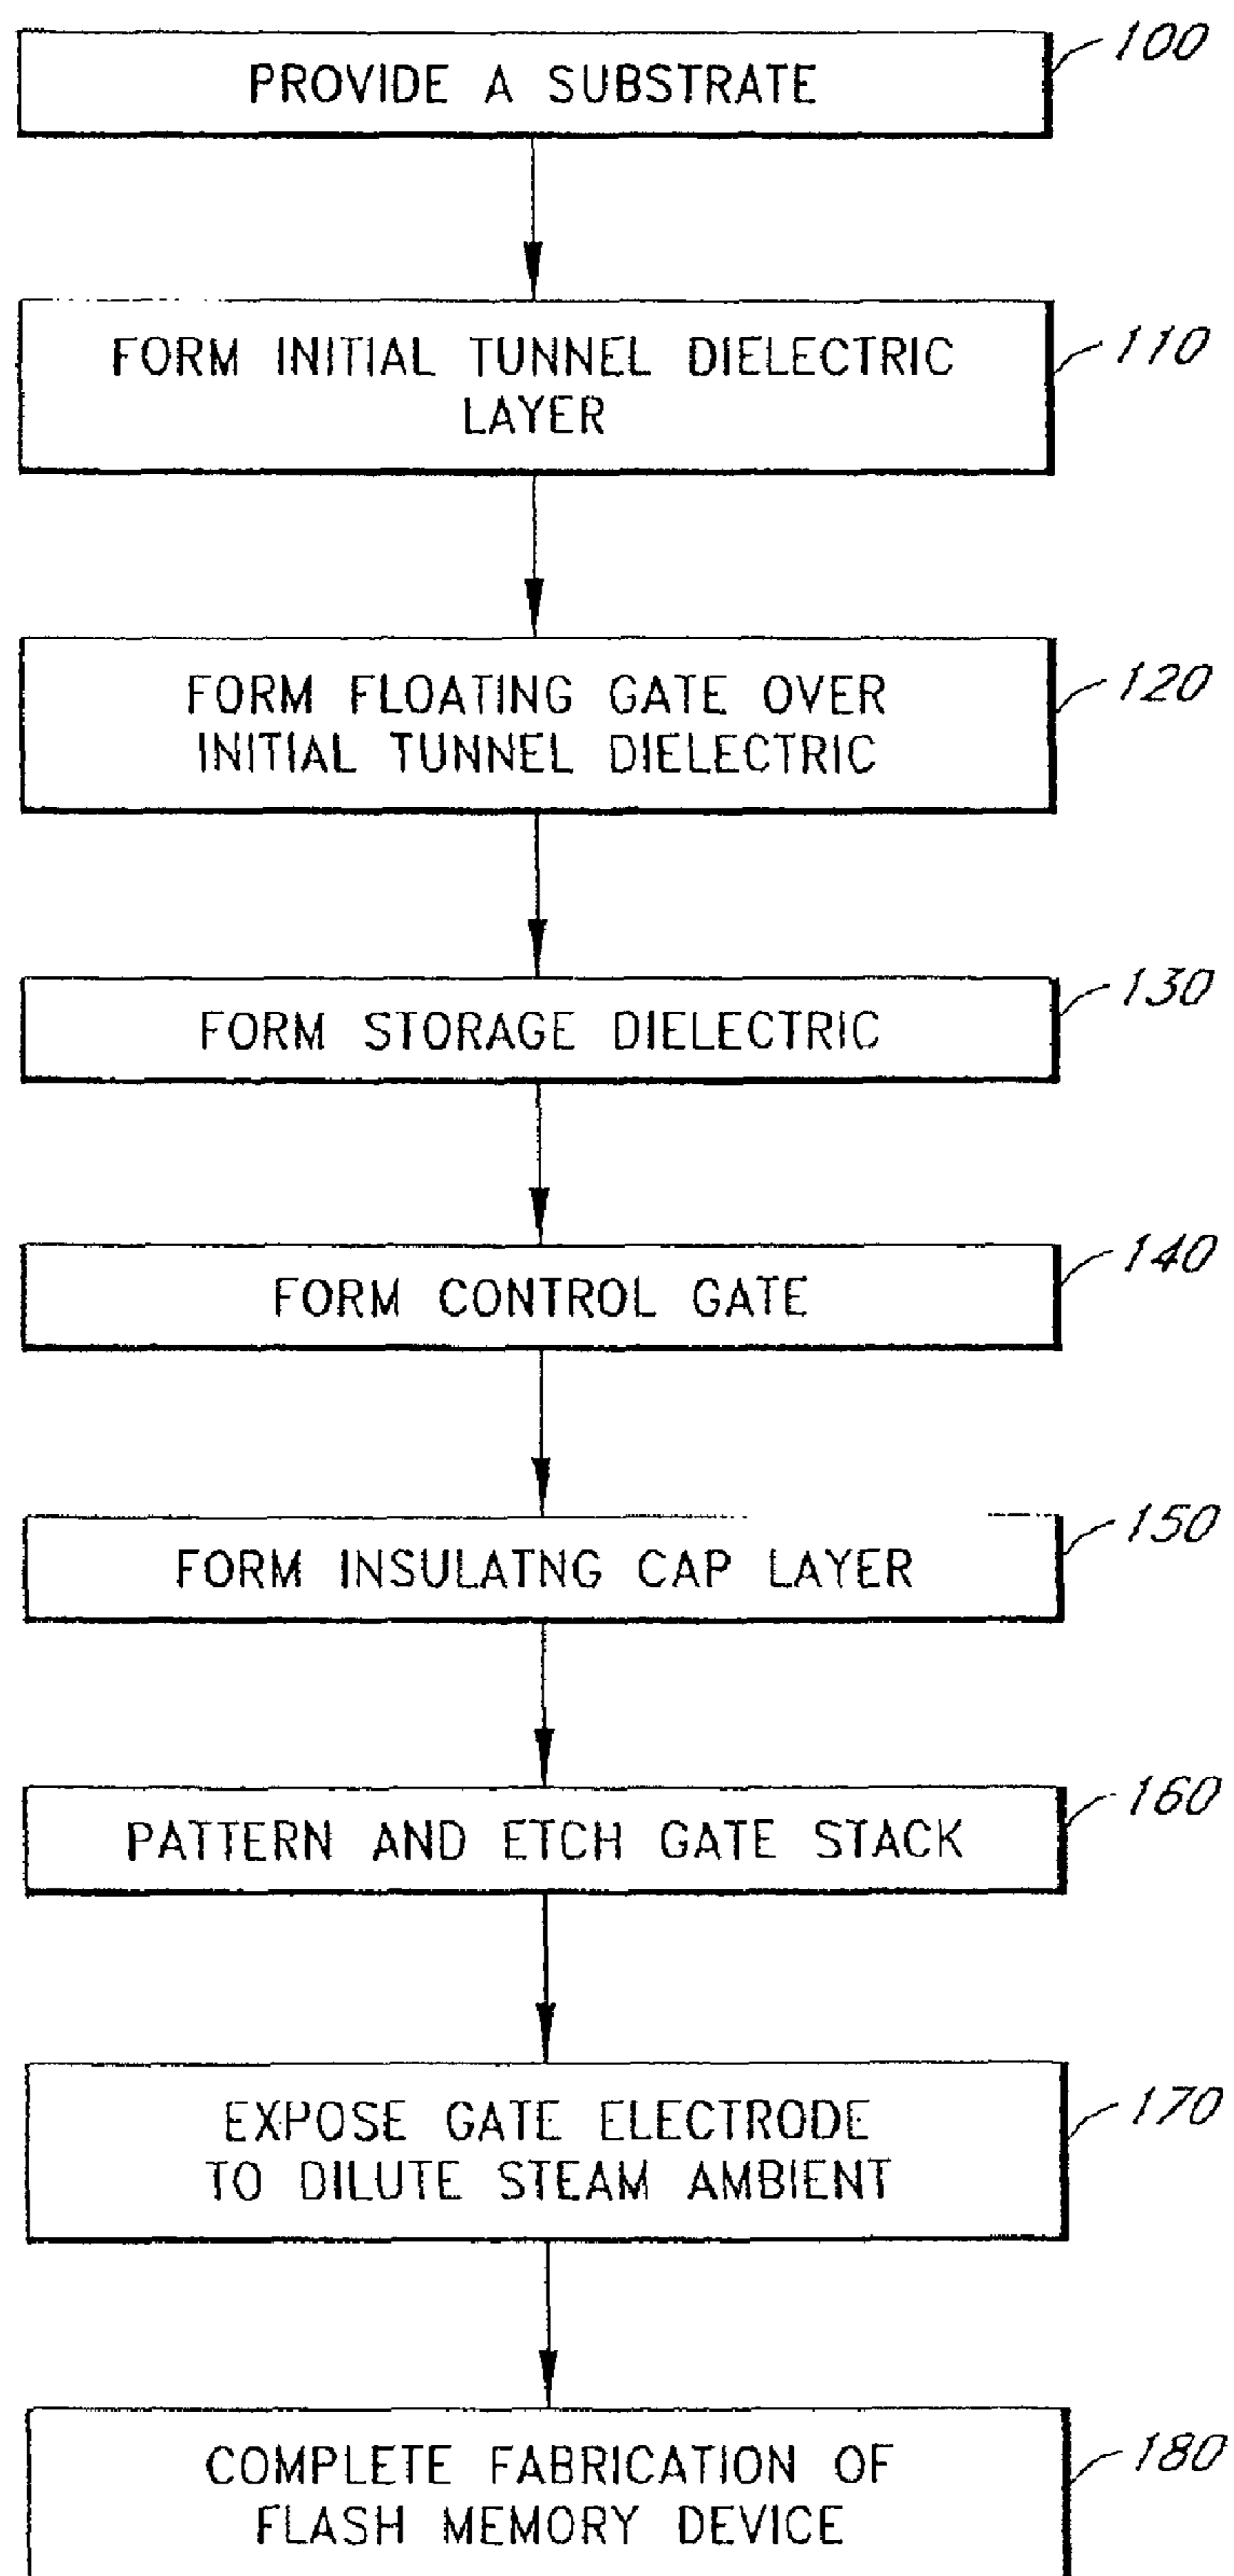 PROVIDE A SUBSTRATE
100
FORM INITIAL TUNNEL DIELECTRIC
LAYER
110
FORM FLOATING GATE OVER
INITIAL TUNNEL DIELECTRIC
120
FORM STORAGE DIELECTRIC
130
FORM CONTROL GATE
140
FORM INSULATNG CAP LAYER
150
PATTERN AND ETCH GATE STACK
160
EXPOSE GATE ELECTRODE
TO DILUTE STEAM AMBIENT
170
COMPLETE FABRICATION OF
FLASH MEMORY DEVICE
180